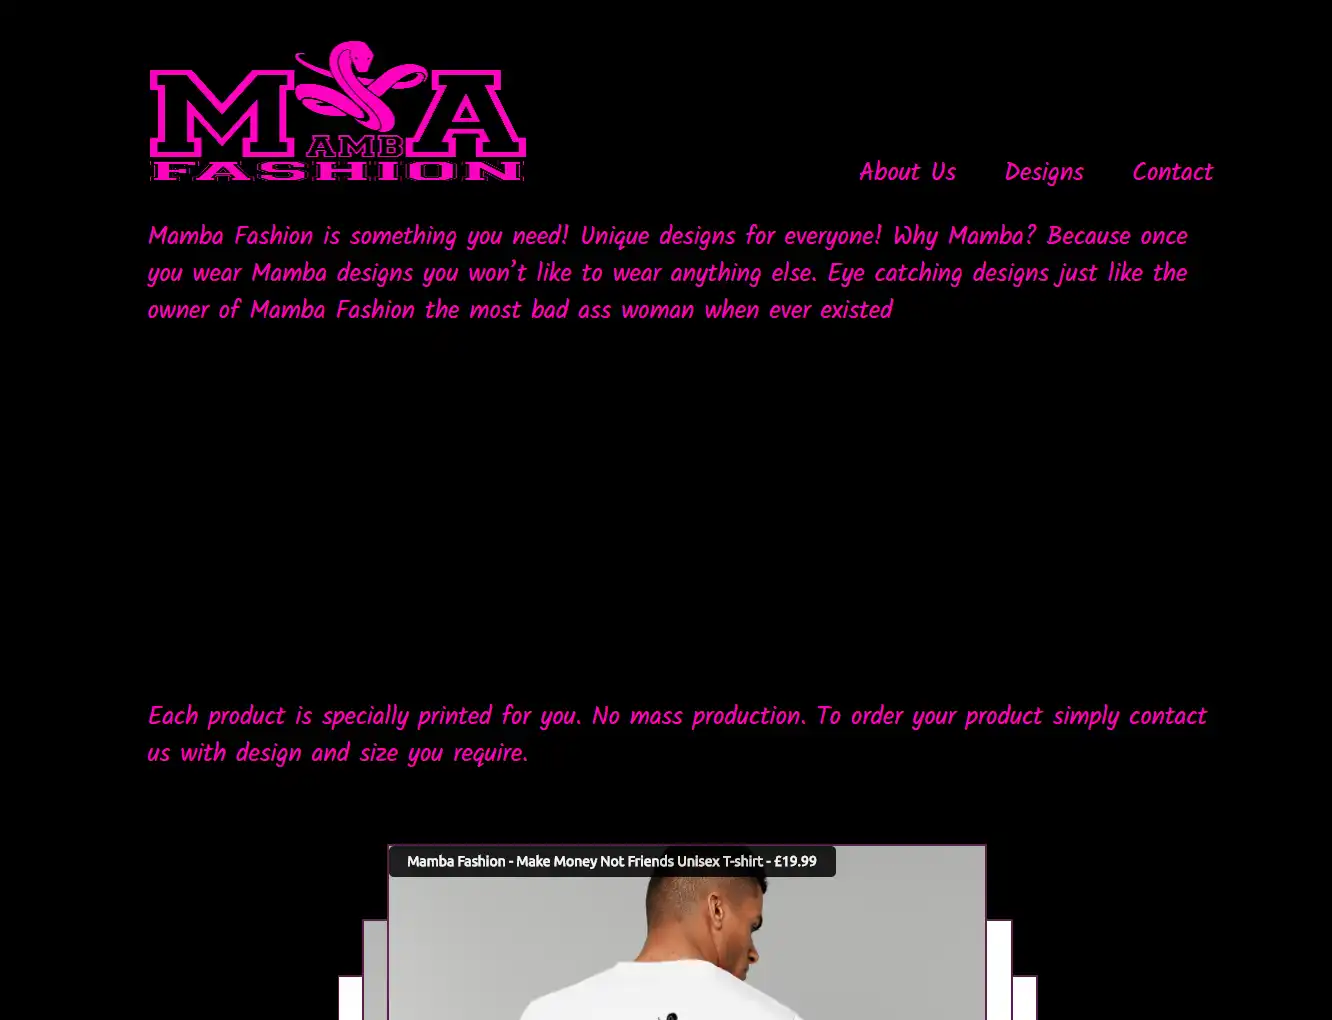 M AMB A
FASHION
About Us Designs Contact
Mamba Fashion is something you need! Unique designs for everyone! Why Mamba? Because once
you wear Mamba designs you won’t like to wear anything else. Eye catching designs just like the
owner of Mamba Fashion the most bad ass woman when ever existed
Each product is specially printed for you. No mass production. To order your product simply contact
us with design and size you require.
Mamba Fashion - Make Money Not Friends Unisex T-shirt - £19.99